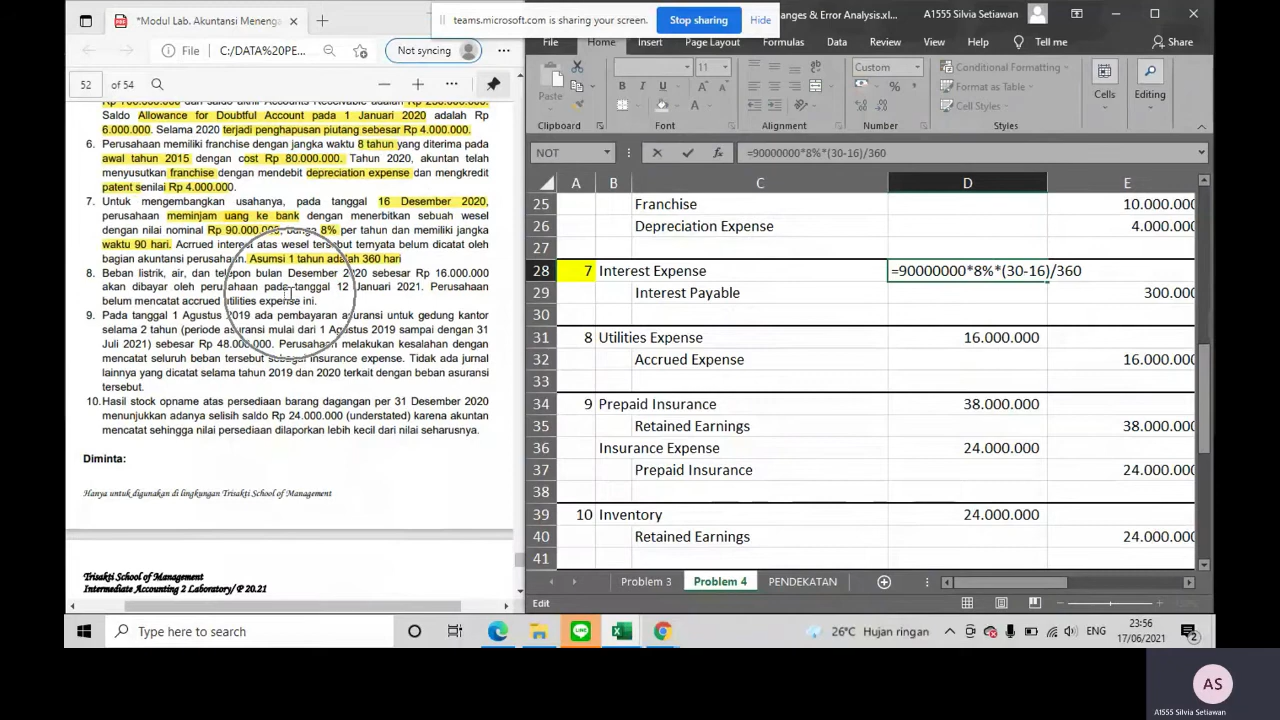 teams.microsoft.com is sharing your screen.
Stop sharing
Hide
*Modul Lab. Akuntansi Menenga
File
C:/DATA%20PE...
Not syncing
52
of 54
Saldo Allowance for Doubtful Account pada 1 Januari 2020 adalah Rp
6.000.000. Selama 2020 terjadi penghapusan piutang sebesar Rp 4.000.000.
6. Perusahaan memiliki franchise dengan jangka waktu 8 tahun yang diterima pada
awal tahun 2015 dengan cost Rp 80.000.000. Tahun 2020, akuntan telah
menyusutkan franchise dengan mendebit depreciation expense dan mengkredit
patent senilai Rp 4.000.000.
7. Untuk mengembangkan usahanya, pada tanggal 16 Desember 2020,
perusahaan meminjam uang ke bank dengan menerbitkan sebuah wesel
dengan nilai nominal Rp 90.000.000, bunga 8% per tahun dan memiliki jangka
waktu 90 hari. Accrued interest atas wesel tersebut ternyata belum dicatat oleh
bagian akuntansi perusahaan. Asumsi 1 tahun adalah 360 hari
8. Beban listrik, air, dan telepon bulan Desember 2020 sebesar Rp 16.000.000
akan dibayar oleh perusahaan pada tanggal 12 Januari 2021. Perusahaan
belum mencatat accrued utilities expense ini.
9. Pada tanggal 1 Agustus 2019 ada pembayaran asuransi untuk gedung kantor
selama 2 tahun (periode asuransi mulai dari 1 Agustus 2019 sampai dengan 31
Juli 2021) sebesar Rp 48.000.000. Perusahaan melakukan kesalahan dengan
mencatat seluruh beban tersebut sebagai insurance expense. Tidak ada jurnal
lainnya yang dicatat selama tahun 2019 dan 2020 terkait dengan beban asuransi
tersebut.
10. Hasil stock opname atas persediaan barang dagangan per 31 Desember 2020
menunjukkan adanya selisih saldo Rp 24.000.000 (understated) karena akuntan
mencatat sehingga nilai persediaan dilaporkan lebih kecil dari nilai seharusnya.
Diminta:
Hanya untuk digunakan di lingkungan Trisakti School of Management
Trisakti School of Management
Intermediate Accounting 2 Laboratory/ P 20.21
anges & Error Analysis.xl...
A1555 Silvia Setiawan
File Home Insert Page Layout Formulas Data Review View Help Tell me Share
Paste
11
B I U
Custom
Conditional Formatting
Format as Table
Cell Styles
Cells
Editing
Clipboard Font Alignment Number Styles
NOT
=90000000*8%*(30-16)/360
A B C D E
25 Franchise 10.000.000
26 Depreciation Expense 4.000.000
27
28 7 Interest Expense =90000000*8%*(30-16)/360
29 Interest Payable 300.000
30
31 8 Utilities Expense 16.000.000
32 Accrued Expense 16.000.000
33
34 9 Prepaid Insurance 38.000.000
35 Retained Earnings 38.000.000
36 Insurance Expense 24.000.000
37 Prepaid Insurance 24.000.000
38
39 10 Inventory 24.000.000
40 Retained Earnings 24.000.000
41
Problem 3 Problem 4 PENDEKATAN
Edit
Type here to search
26°C Hujan ringan
ENG
23:56
17/06/2021
2
AS
A1555 Silvia Setiawan